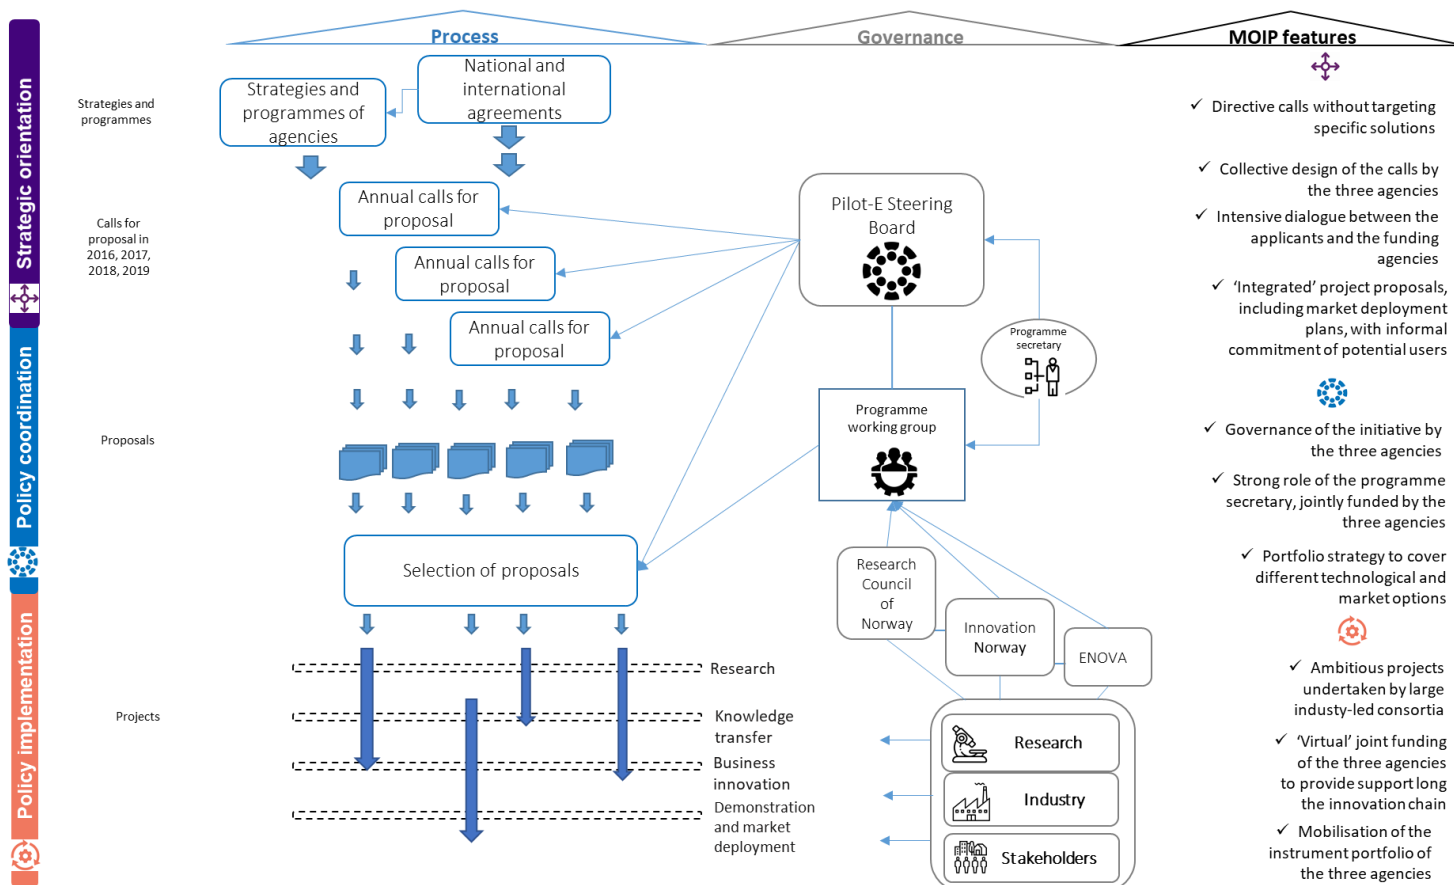 Process
Governance
MOIP features
Strategic orientation
Policy coordination
Policy implementation
Strategies and
programmes
Strategies and
programmes of
agencies
National and
international
agreements
Calls for
proposal in
2016, 2017,
2018, 2019
Annual calls for
proposal
Annual calls for
proposal
Annual calls for
proposal
Proposals
Selection of proposals
Projects
Research
Knowledge
transfer
Business
innovation
Demonstration
and market
deployment
Pilot-E Steering
Board
Programme
secretary
Programme
working group
Research
Council
of
Norway
Innovation
Norway
ENOVA
Research
Industry
Stakeholders
✓ Directive calls without targeting
specific solutions
✓ Collective design of the calls by
the three agencies
✓ Intensive dialogue between the
applicants and the funding
agencies
✓ ‘Integrated’ project proposals,
including market deployment
plans, with informal
commitment of potential users
✓ Governance of the initiative by
the three agencies
✓ Strong role of the programme
secretary, jointly funded by the
three agencies
✓ Portfolio strategy to cover
different technological and
market options
✓ Ambitious projects
undertaken by large
industy-led consortia
✓ ‘Virtual’ joint funding
of the three agencies
to provide support long
the innovation chain
✓ Mobilisation of the
instrument portfolio of
the three agencies